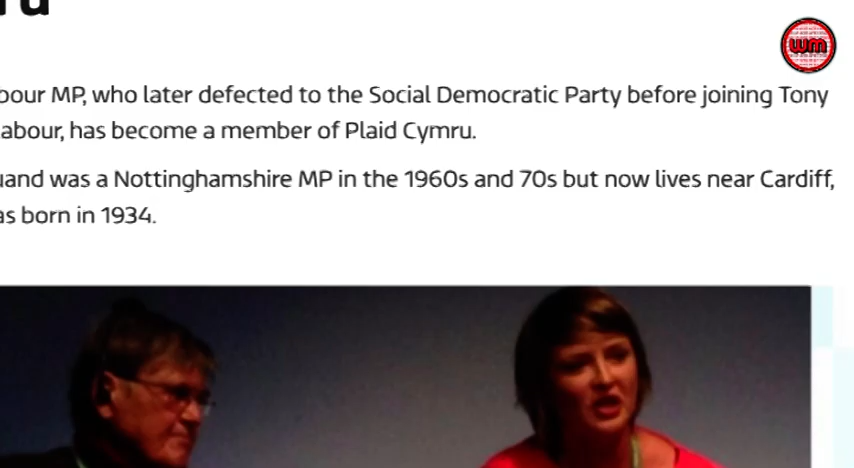 ru
bour MP, who later defected to the Social Democratic Party before joining Tony
abour, has become a member of Plaid Cymru.
uand was a Nottinghamshire MP in the 1960s and 70s but now lives near Cardiff,
as born in 1934.
wm